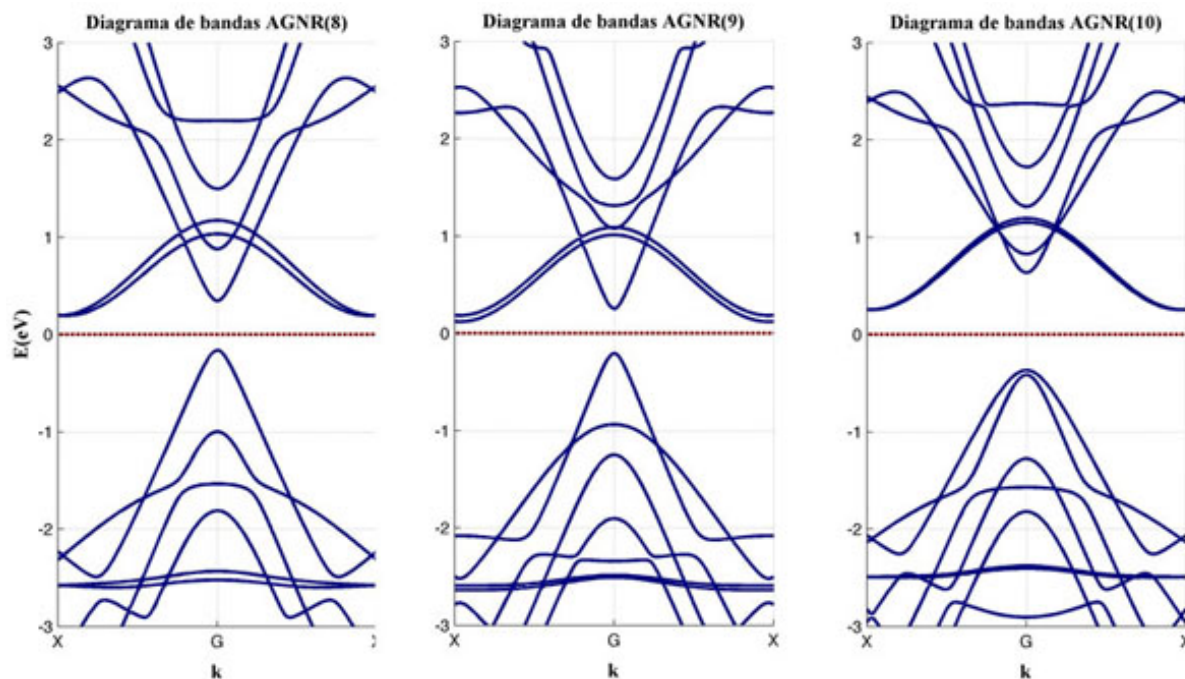 Diagrama de bandas AGNR(8)
Diagrama de bandas AGNR(9)
Diagrama de bandas AGNR(10)
E(eV)
3
2
1
0
-1
-2
-3
X
G
X
k
3
2
1
0
-1
-2
-3
X
G
X
k
3
2
1
0
-1
-2
-3
X
G
X
k